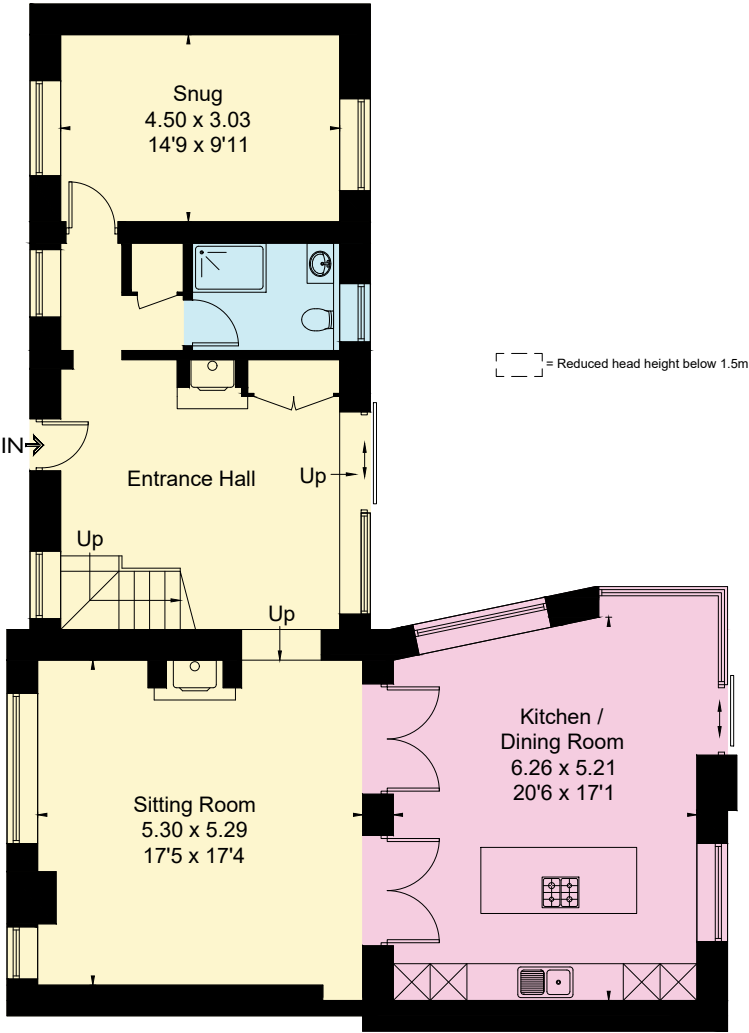 Snug
4.50 x 3.03
14'9 x 9'11
= Reduced head height below 1.5m
IN
Entrance Hall
Up
Up
Up
Kitchen /
Dining Room
6.26 x 5.21
20'6 x 17'1
Sitting Room
5.30 x 5.29
17'5 x 17'4